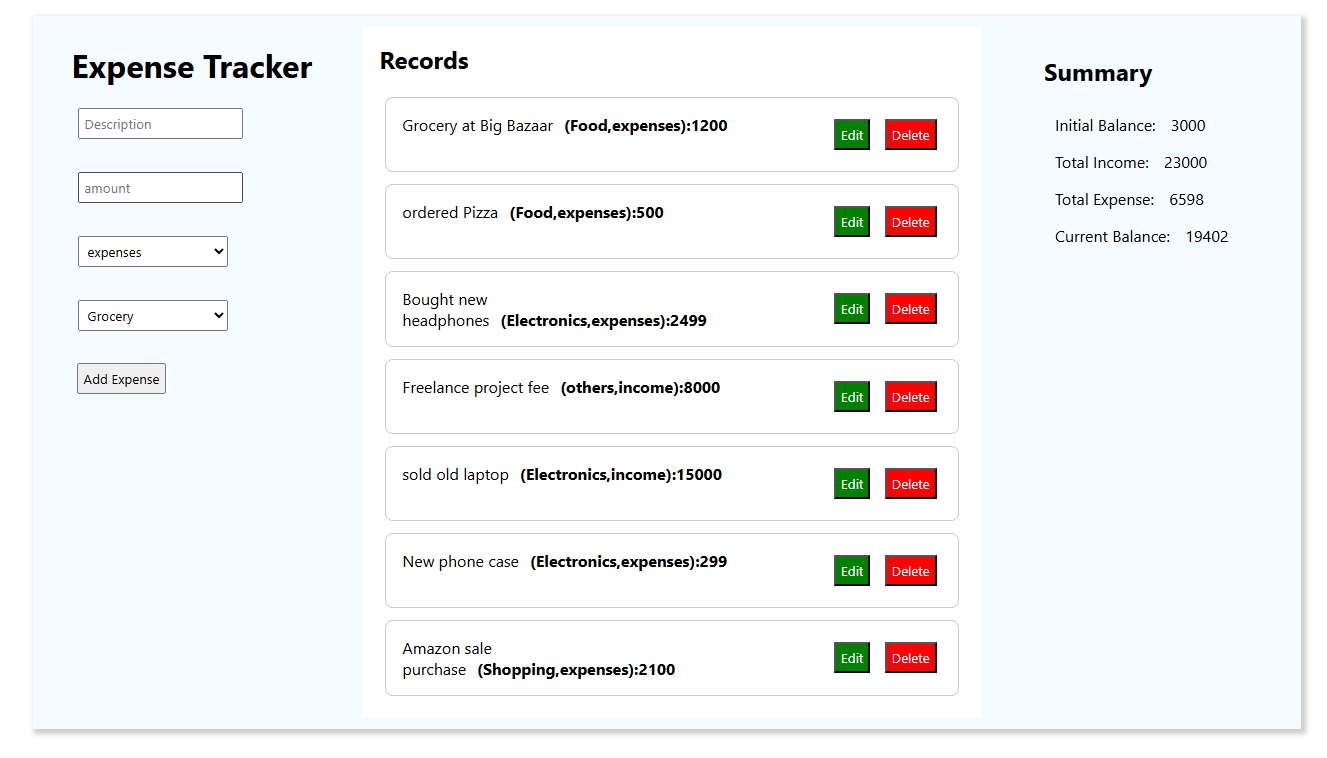 Expense Tracker
Description
amount
expenses
Grocery
Add Expense
Records
Grocery at Big Bazaar (Food,expenses):1200
Edit Delete
ordered Pizza (Food,expenses):500
Edit Delete
Bought new
headphones (Electronics,expenses):2499
Edit Delete
Freelance project fee (others,income):8000
Edit Delete
sold old laptop (Electronics,income):15000
Edit Delete
New phone case (Electronics,expenses):299
Edit Delete
Amazon sale
purchase (Shopping,expenses):2100
Edit Delete
Summary
Initial Balance: 3000
Total Income: 23000
Total Expense: 6598
Current Balance: 19402